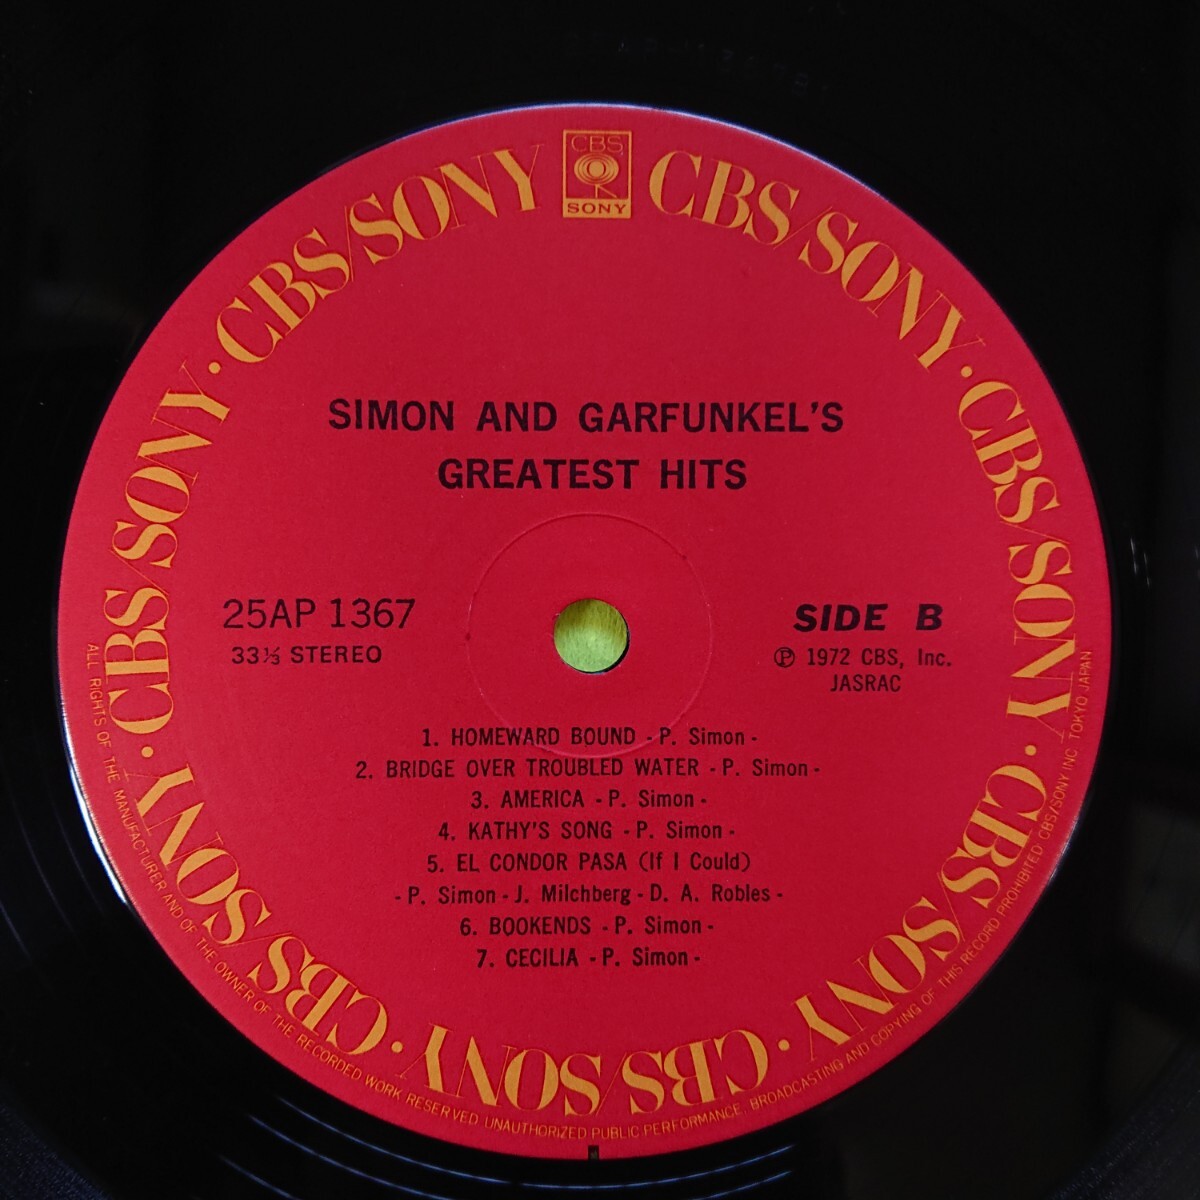 CBS
SONY
CBS/SONY · CBS/SONY · CBS/SONY · CBS/SONY · CBS/SONY · CBS/SONY · CBS/SONY · CBS/SONY
SIMON AND GARFUNKEL'S
GREATEST HITS
25AP 1367
33⅓ STEREO
SIDE B
Ⓟ 1972 CBS, Inc.
JASRAC
1. HOMEWARD BOUND - P. Simon -
2. BRIDGE OVER TROUBLED WATER - P. Simon -
3. AMERICA - P. Simon -
4. KATHY'S SONG - P. Simon -
5. EL CONDOR PASA (If I Could)
- P. Simon - J. Milchberg - D. A. Robles -
6. BOOKENDS - P. Simon -
7. CECILIA - P. Simon -
ALL RIGHTS OF THE MANUFACTURER AND OF THE OWNER OF THE RECORDED WORK RESERVED UNAUTHORIZED PUBLIC PERFORMANCE, BROADCASTING AND COPYING OF THIS RECORD PROHIBITED CBS/SONY INC TOKYO JAPAN